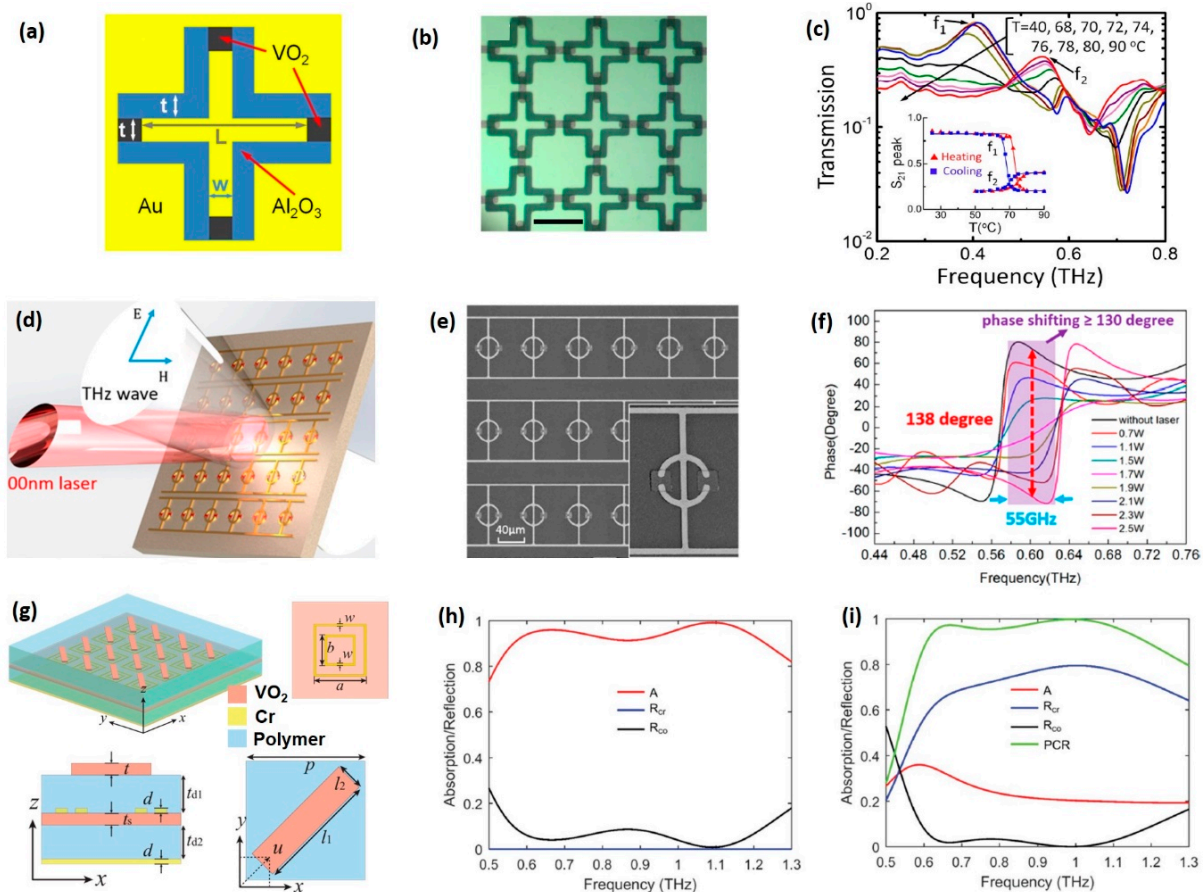 (a)
VO2
t
t
L
w
Au
Al2O3
(b)
(c)
Transmission
10^0
10^-1
10^-2
f1
T=40, 68, 70, 72, 74,
76, 78, 80, 90 °C
f2
S21 peak
1.0
0.5
0.0
f1
Heating
Cooling
f2
30
50
70
90
T(°C)
0.2
0.4
0.6
0.8
Frequency (THz)
(d)
E
H
THz wave
00nm laser
(e)
40μm
(f)
phase shifting ≥ 130 degree
Phase(Degree)
100
80
60
40
20
0
-20
-40
-60
-80
-100
138 degree
55GHz
without laser
0.7W
1.1W
1.5W
1.7W
1.9W
2.1W
2.3W
2.5W
0.44 0.48 0.52 0.56 0.60 0.64 0.68 0.72 0.76
Frequency(THz)
(g)
z
y
x
w
b
w
a
VO2
Cr
Polymer
t
td1
d
ts
td2
d
z
x
p
l2
l1
y
u
x
(h)
Absorption/Reflection
1
0.8
0.6
0.4
0.2
0
A
Rcr
Rco
0.5 0.6 0.7 0.8 0.9 1 1.1 1.2 1.3
Frequency (THz)
(i)
Absorption/Reflection
1
0.8
0.6
0.4
0.2
0
A
Rcr
Rco
PCR
0.5 0.6 0.7 0.8 0.9 1 1.1 1.2 1.3
Frequency (THz)